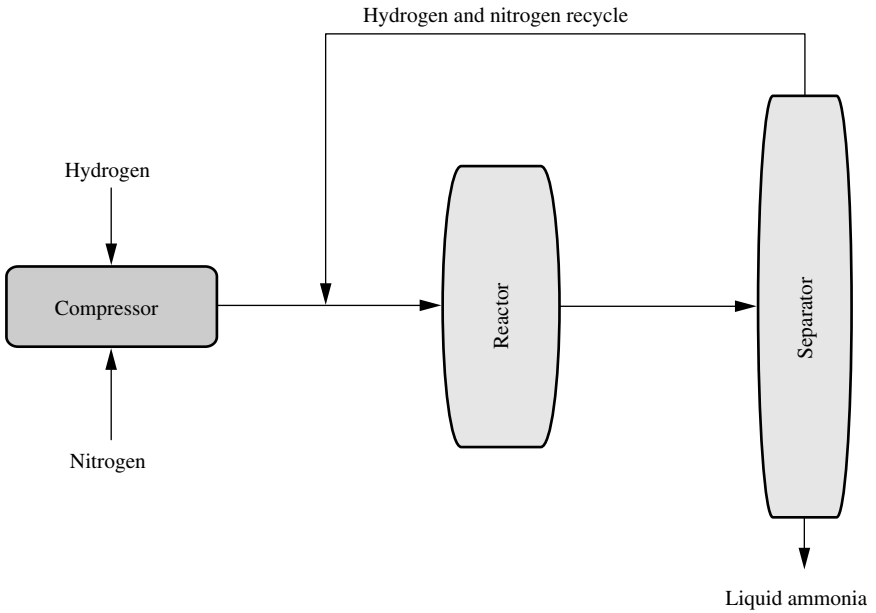 Hydrogen and nitrogen recycle
Hydrogen
Compressor
Nitrogen
Reactor
Separator
Liquid ammonia